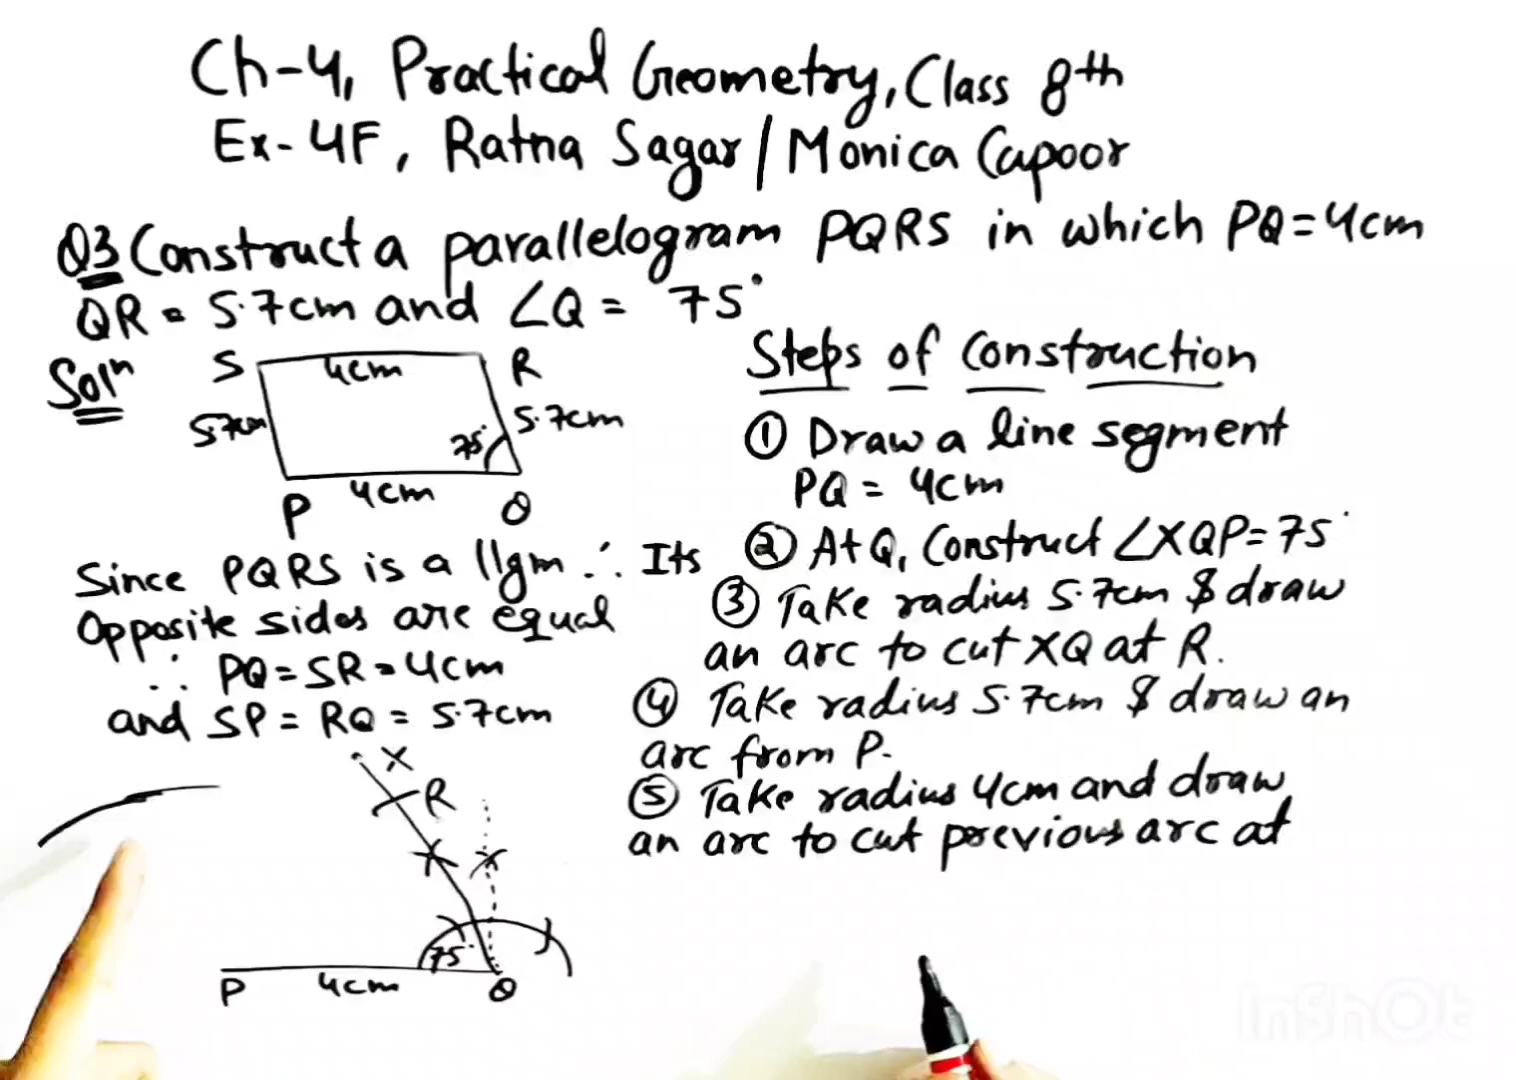 Ch-4, Practical Geometry, Class 8th
Ex-4F, Ratna Sagar/Monica Capoor
Q3 Construct a parallelogram PQRS in which PQ=4cm
QR = 5.7cm and ∠Q = 75°
Solⁿ
S 4cm R
5.7cm 75° 5.7cm
P 4cm Q
Since PQRS is a llgm ∴ Its
Opposite sides are equal
∴ PQ=SR=4cm
and SP = RQ = 5.7cm
X
R
75°
P 4cm Q
Steps of Construction
① Draw a line segment
PQ = 4cm
② At Q, Construct ∠XQP=75°
③ Take radius 5.7cm & draw
an arc to cut XQ at R.
④ Take radius 5.7cm & draw an
arc from P.
⑤ Take radius 4cm and draw
an arc to cut previous arc at
InShOt